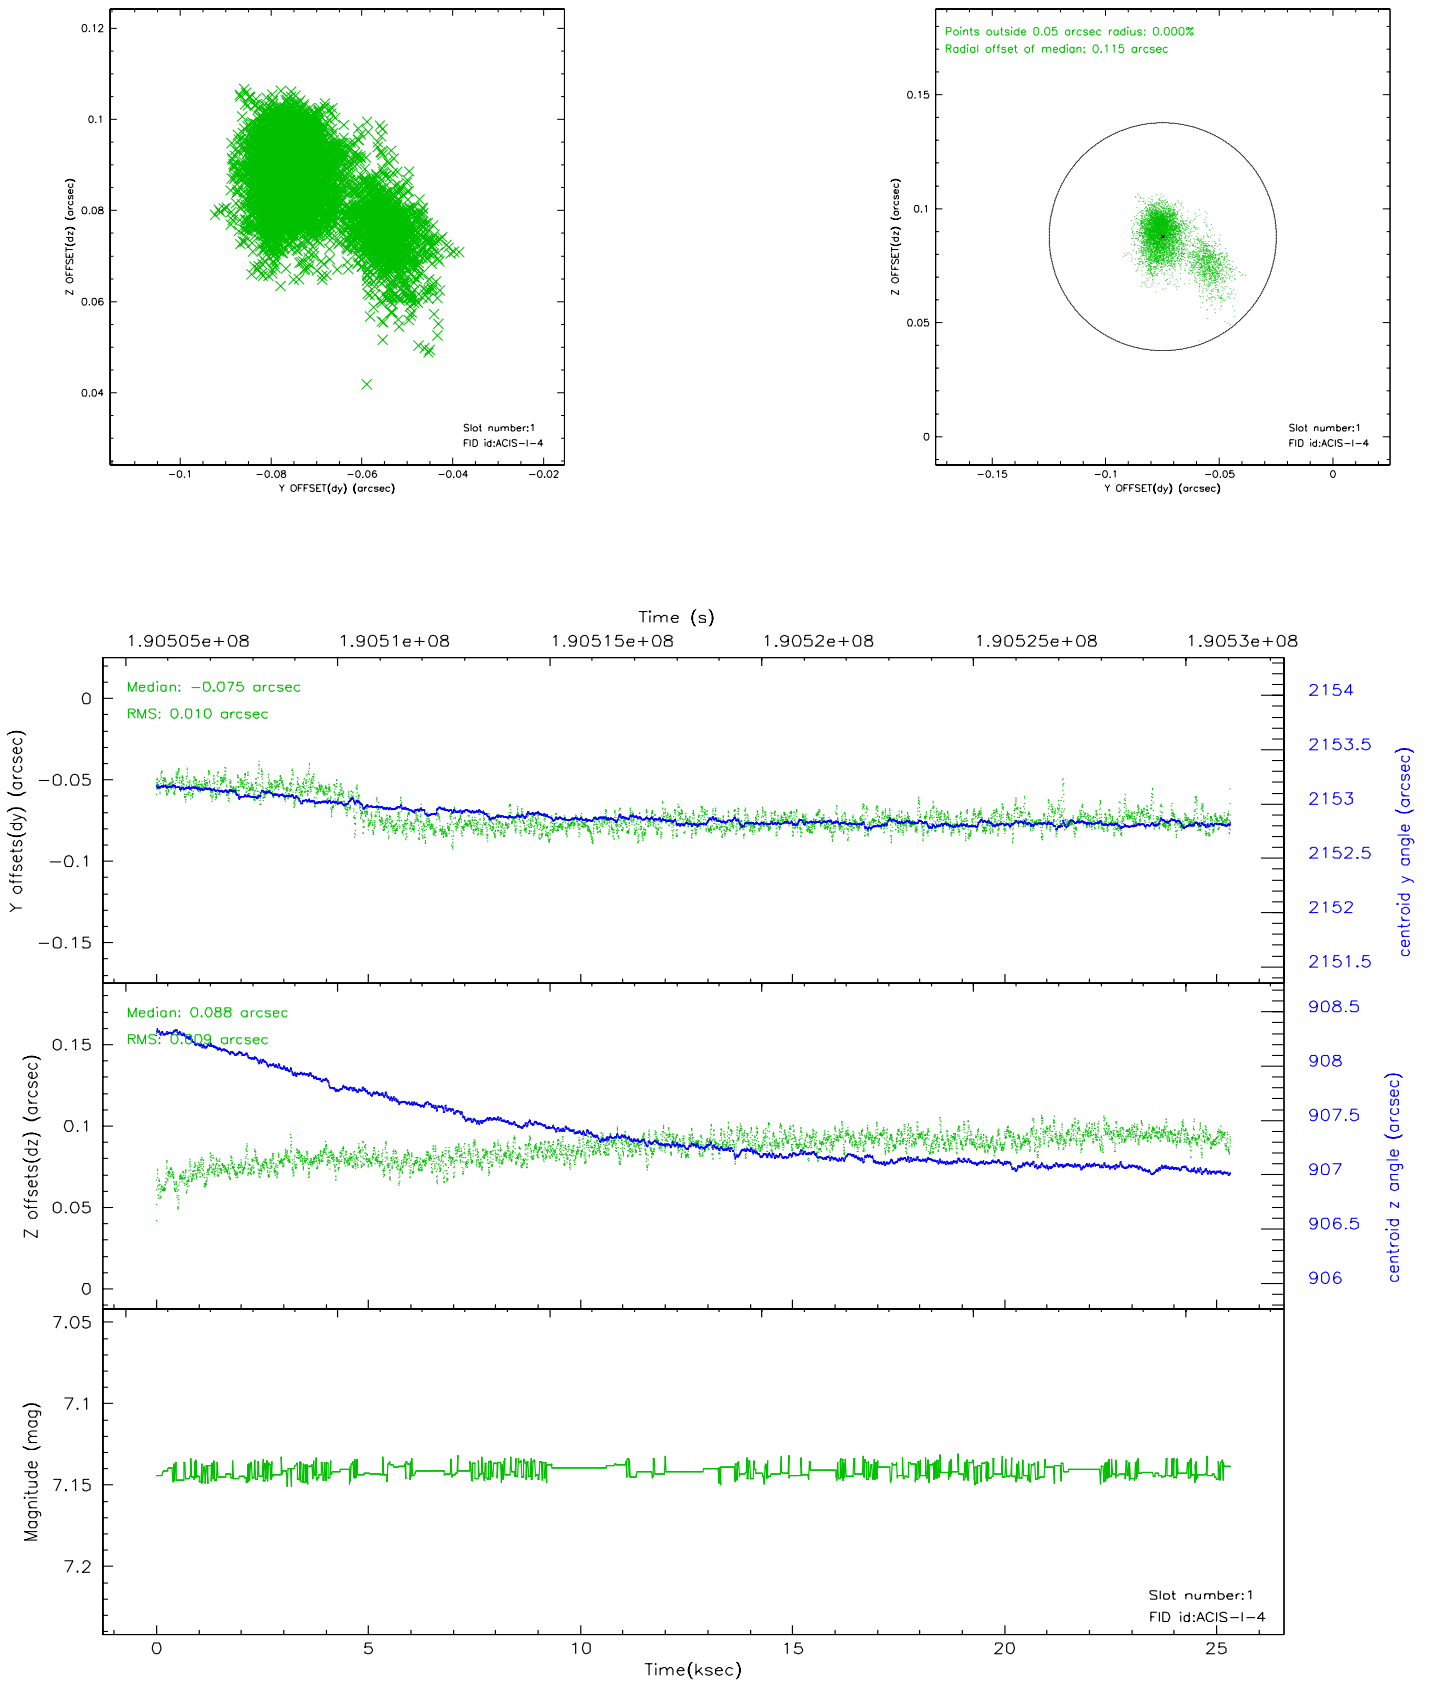 0.12
0.1
0.08
0.06
0.04
Z OFFSET(dz) (arcsec)
Slot number:1
FID id:ACIS-I-4
-0.1
-0.08
-0.06
-0.04
-0.02
Y OFFSET(dy) (arcsec)
Points outside 0.05 arcsec radius: 0.000%
Radial offset of median: 0.115 arcsec
0.15
0.1
0.05
0
Z OFFSET(dz) (arcsec)
Slot number:1
FID id:ACIS-I-4
-0.15
-0.1
-0.05
0
Y OFFSET(dy) (arcsec)
Time (s)
1.90505e+08
1.9051e+08
1.90515e+08
1.9052e+08
1.90525e+08
1.9053e+08
Median: -0.075 arcsec
RMS: 0.010 arcsec
0
-0.05
-0.1
-0.15
Y offsets(dy) (arcsec)
2154
2153.5
2153
2152.5
2152
2151.5
centroid y angle (arcsec)
Median: 0.088 arcsec
RMS: 0.009 arcsec
0.15
0.1
0.05
0
Z offsets(dz) (arcsec)
908.5
908
907.5
907
906.5
906
centroid z angle (arcsec)
7.05
7.1
7.15
7.2
Magnitude (mag)
Slot number:1
FID id:ACIS-I-4
0
5
10
15
20
25
Time(ksec)